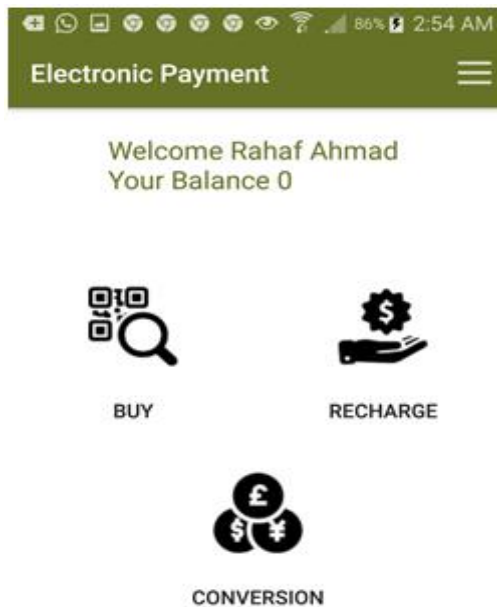 86% 2:54 AM
Electronic Payment
Welcome Rahaf Ahmad
Your Balance 0
BUY
RECHARGE
CONVERSION